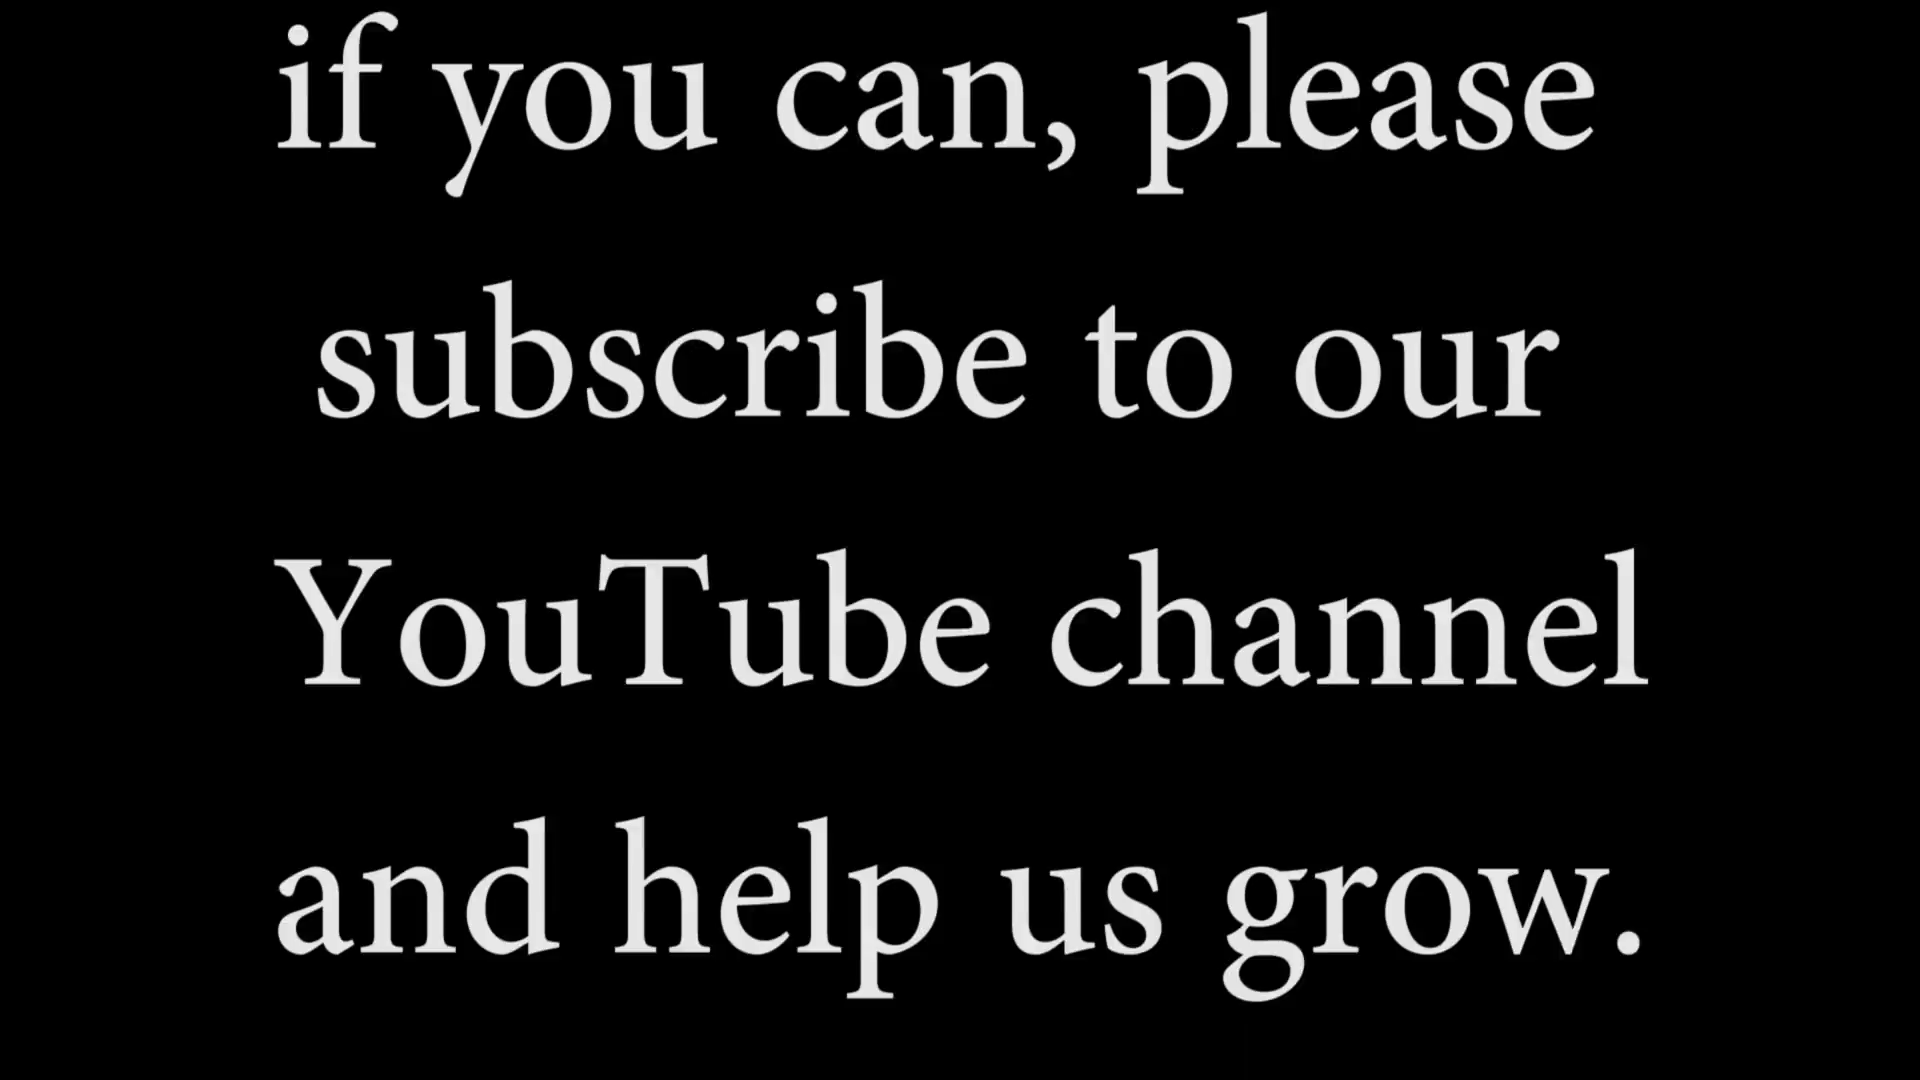 if you can, please
subscribe to our
YouTube channel
and help us grow.